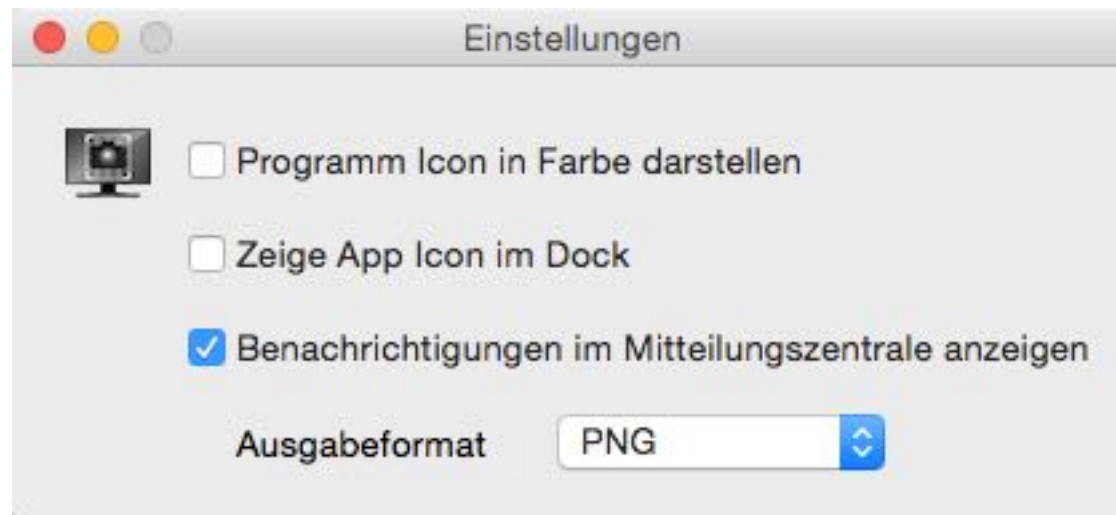 Einstellungen
Programm Icon in Farbe darstellen
Zeige App Icon im Dock
Benachrichtigungen im Mitteilungszentrale anzeigen
Ausgabeformat PNG